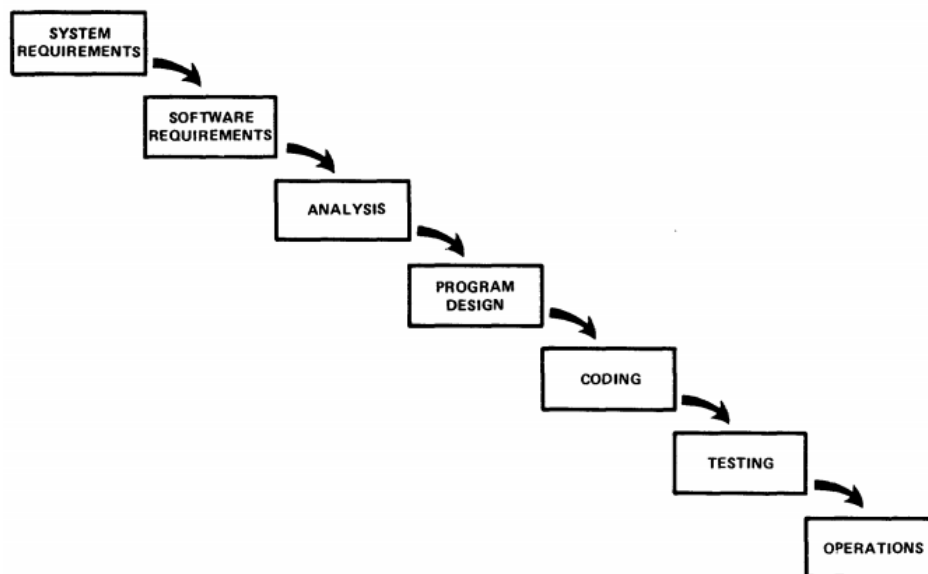 SYSTEM
REQUIREMENTS
SOFTWARE
REQUIREMENTS
ANALYSIS
PROGRAM
DESIGN
CODING
TESTING
OPERATIONS